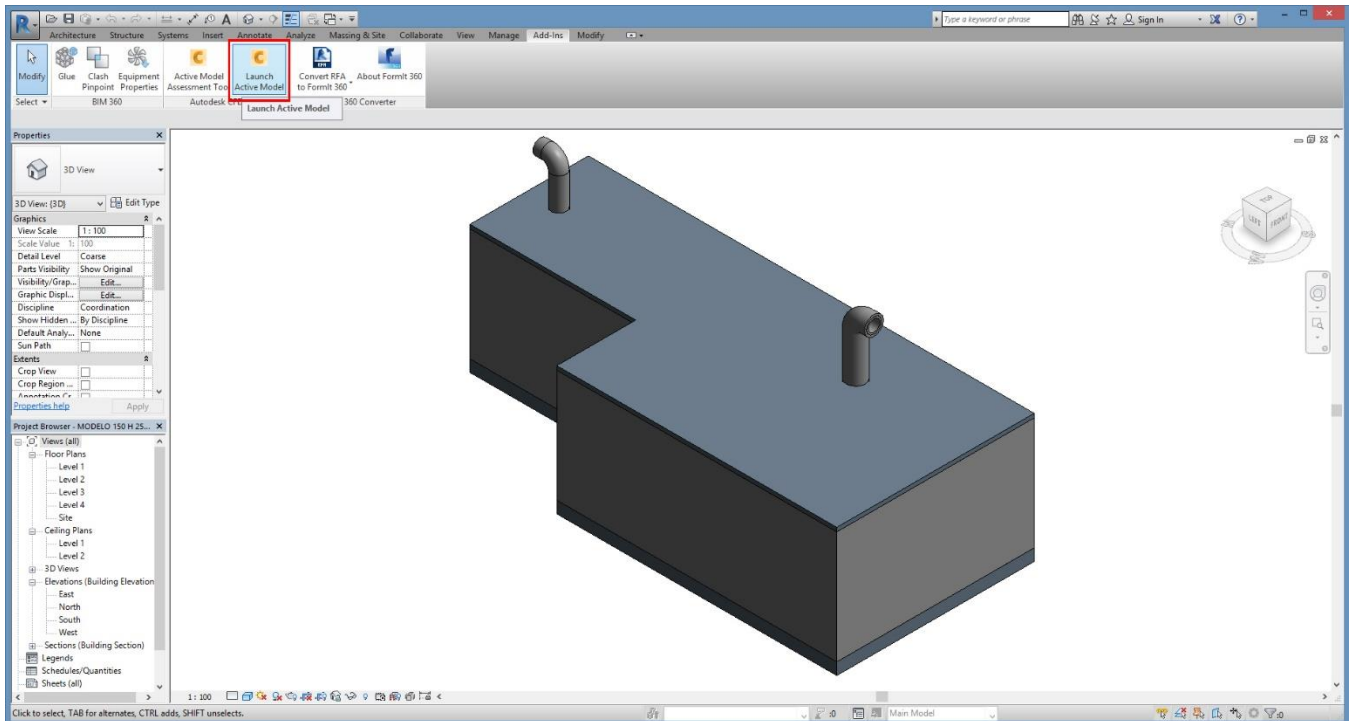 Type a keyword or phrase
Sign In
Architecture Structure Systems Insert Annotate Analyze Massing & Site Collaborate View Manage Add-Ins Modify
Modify Glue Clash Pinpoint Equipment Properties Active Model Assessment Too Launch Active Model Convert RFA to FormIt 360 About FormIt 360
Select BIM 360 Autodesk 360 Converter
Launch Active Model
Properties
3D View
3D View: {3D} Edit Type
Graphics
View Scale 1 : 100
Scale Value 1: 100
Detail Level Coarse
Parts Visibility Show Original
Visibility/Grap... Edit...
Graphic Displ... Edit...
Discipline Coordination
Show Hidden ... By Discipline
Default Analy... None
Sun Path
Extents
Crop View
Crop Region ...
Properties help Apply
Project Browser - MODELO 150 H 25...
Views (all)
Floor Plans
Level 1
Level 2
Level 3
Level 4
Site
Ceiling Plans
Level 1
Level 2
3D Views
Elevations (Building Elevation
East
North
South
West
Sections (Building Section)
Legends
Schedules/Quantities
Sheets (all)
TOP
LEFT FRONT
1 : 100
Click to select, TAB for alternates, CTRL adds, SHIFT unselects.
:0 Main Model :0